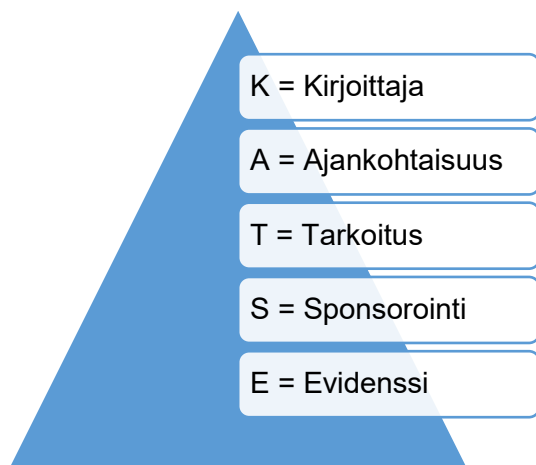 K = Kirjoittaja
A = Ajankohtaisuus
T = Tarkoitus
S = Sponsorointi
E = Evidenssi